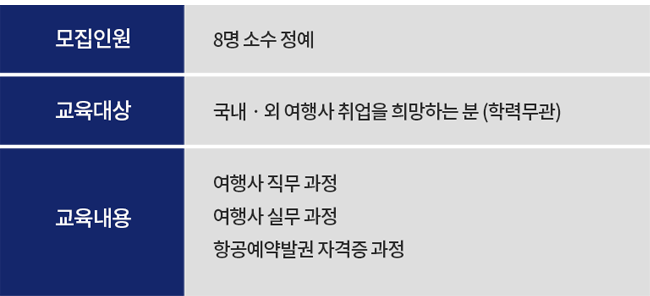 모집인원
8명 소수 정예
교육대상
국내 · 외 여행사 취업을 희망하는 분 (학력무관)
교육내용
여행사 직무 과정
여행사 실무 과정
항공예약발권 자격증 과정